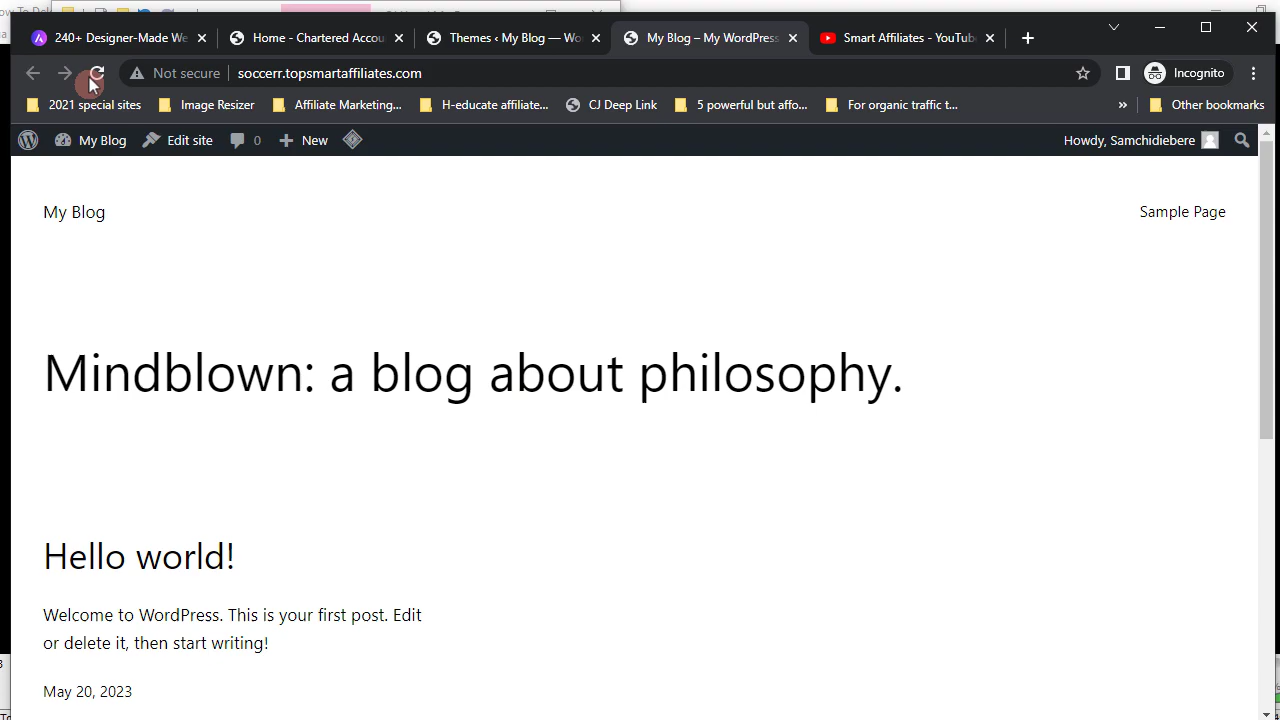 240+ Designer-Made We
Home - Chartered Accou
Themes ‹ My Blog — Wo
My Blog – My WordPress
Smart Affiliates - YouTub
Not secure
soccerr.topsmartaffiliates.com
Incognito
2021 special sites
Image Resizer
Affiliate Marketing...
H-educate affiliate...
CJ Deep Link
5 powerful but affo...
For organic traffic t...
»
Other bookmarks
My Blog
Edit site
0
New
Howdy, Samchidiebere
My Blog
Sample Page
Mindblown: a blog about philosophy.
Hello world!
Welcome to WordPress. This is your first post. Edit
or delete it, then start writing!
May 20, 2023